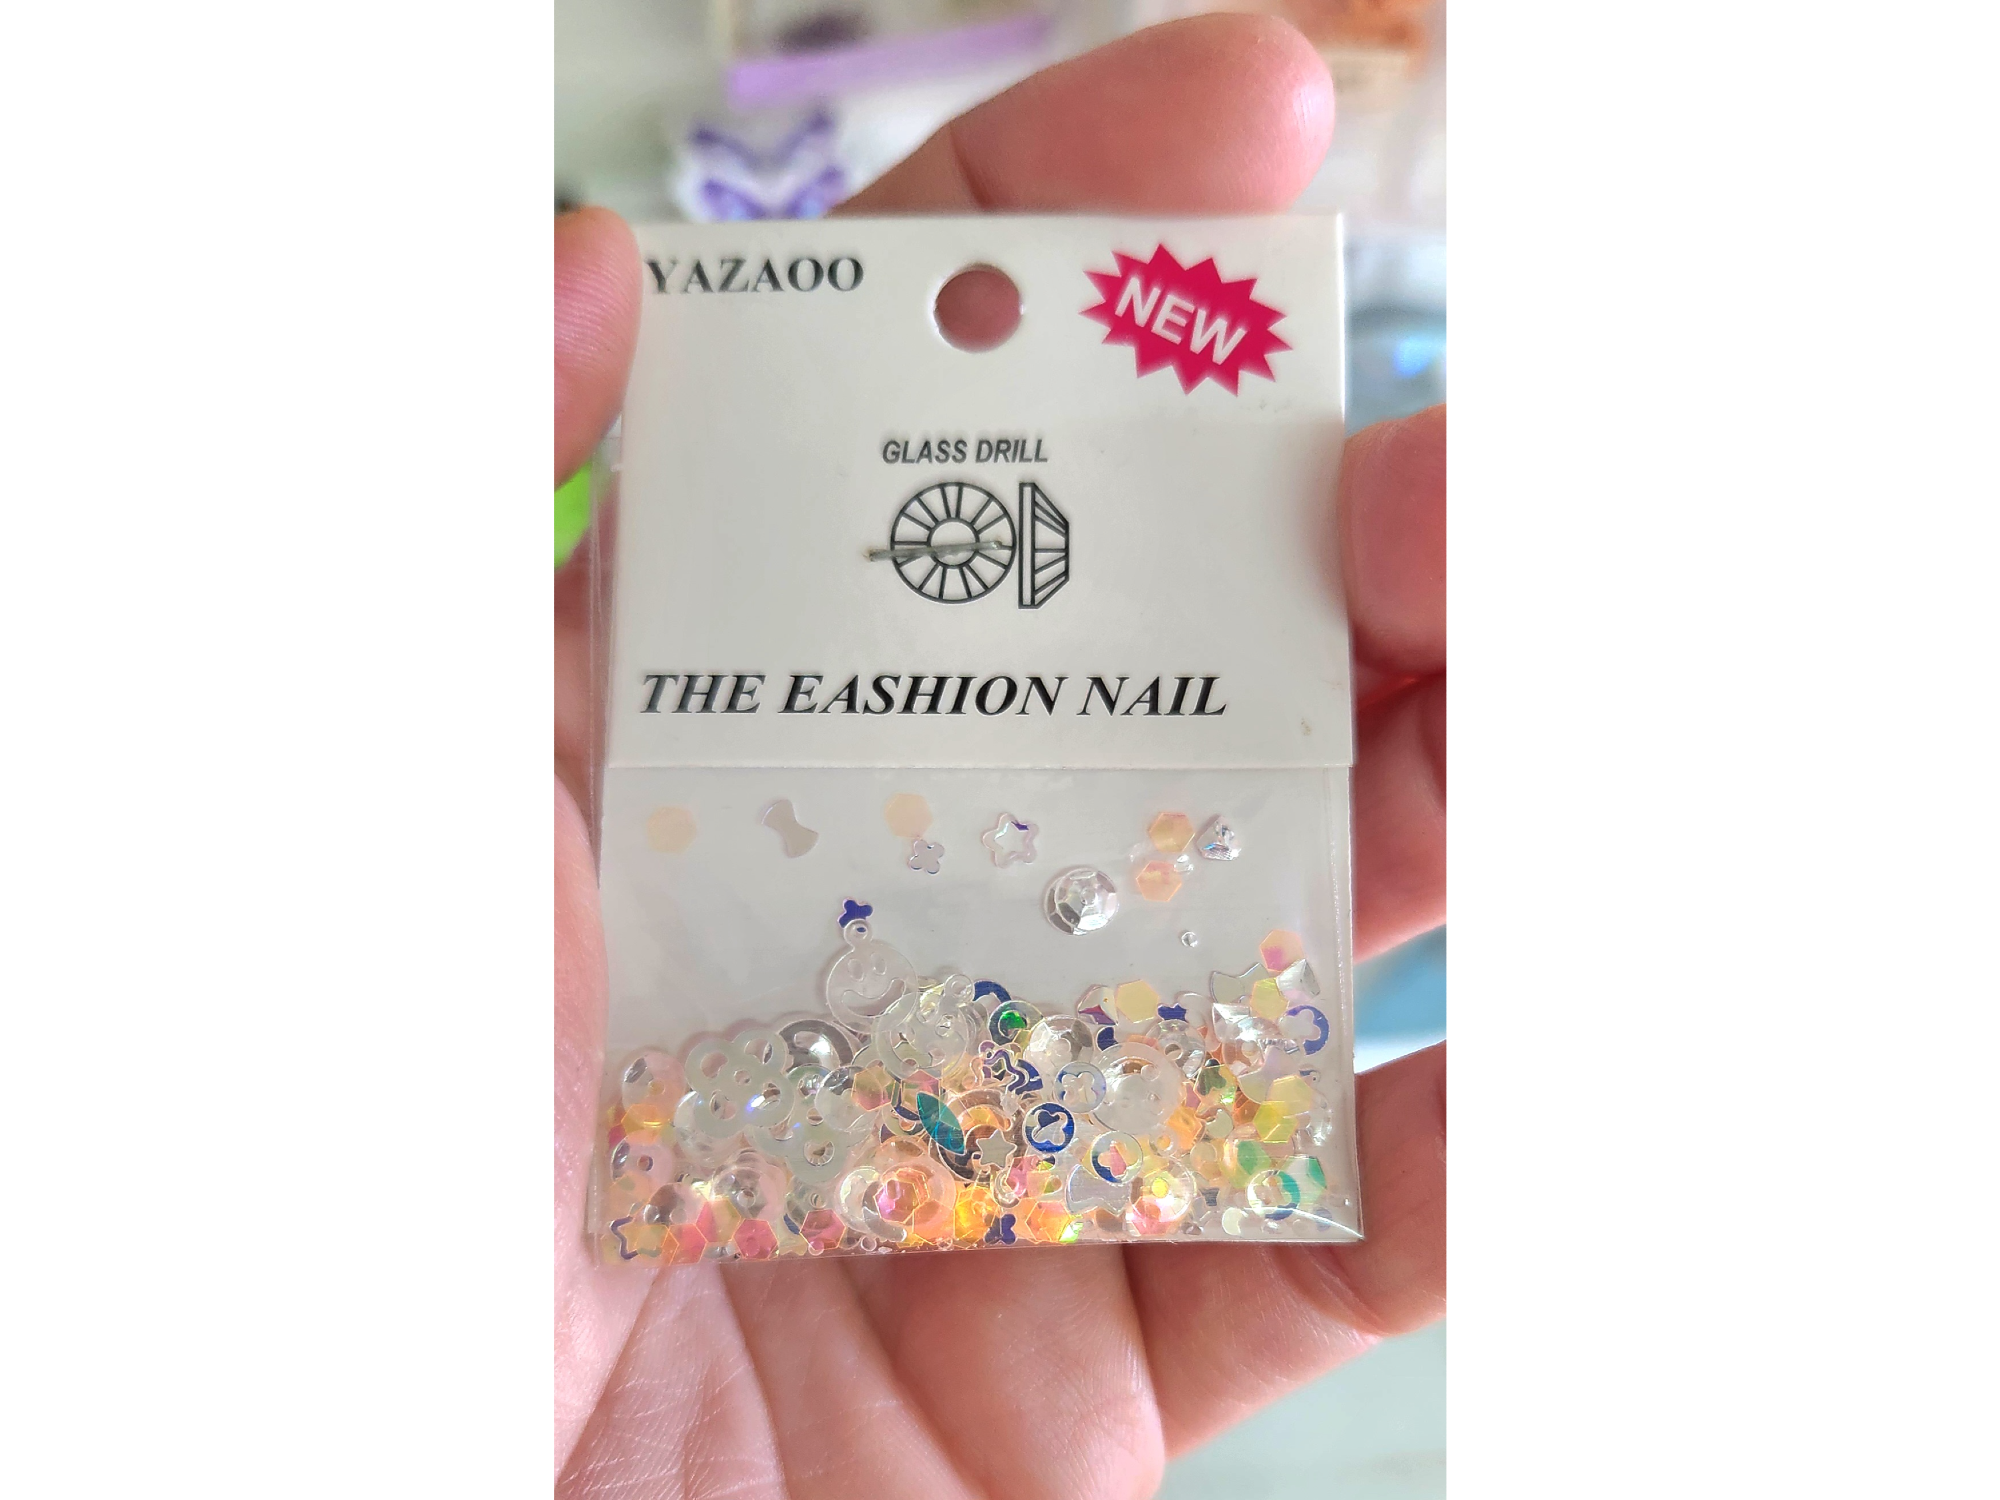 YAZAOO
NEW
GLASS DRILL
THE EASHION NAIL